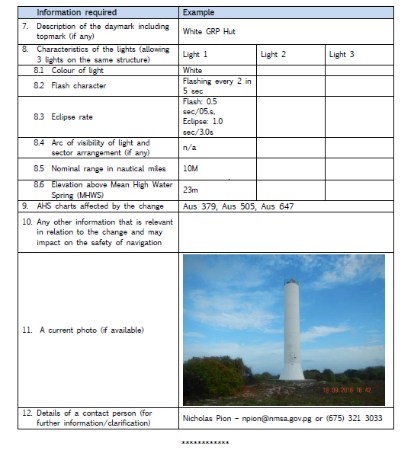 Information required Example
7. Description of the daymark including
topmark (if any)
White GRP Hut
8. Characteristics of the lights (allowing
3 lights on the same structure)
Light 1 Light 2 Light 3
8.1 Colour of light White
8.2 Flash character
Flashing every 2 in
5 sec
8.3 Eclipse rate
Flash: 0.5
sec/05.s,
Eclipse: 1.0
sec/3.0s
8.4 Arc of visibility of light and
sector arrangement (if any)
n/a
8.5 Nominal range in nautical miles 10M
8.6 Elevation above Mean High Water
Spring (MHWS)
23m
9. AHS charts affected by the change Aus 379, Aus 505, Aus 647
10. Any other information that is relevant
in relation to the change and may
impact on the safety of navigation
11. A current photo (if available)
12. Details of a contact person (for
further information/clarification)
Nicholas Pion – npion@nmsa.gov.pg or (675) 321 3033
************